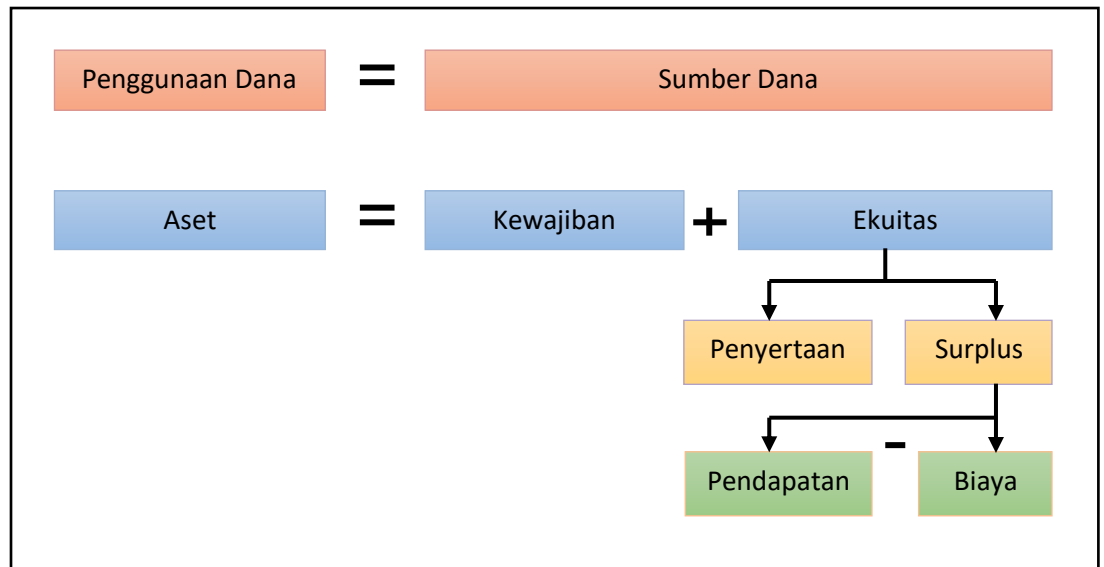 Penggunaan Dana = Sumber Dana
Aset = Kewajiban + Ekuitas
Penyertaan Surplus
Pendapatan - Biaya